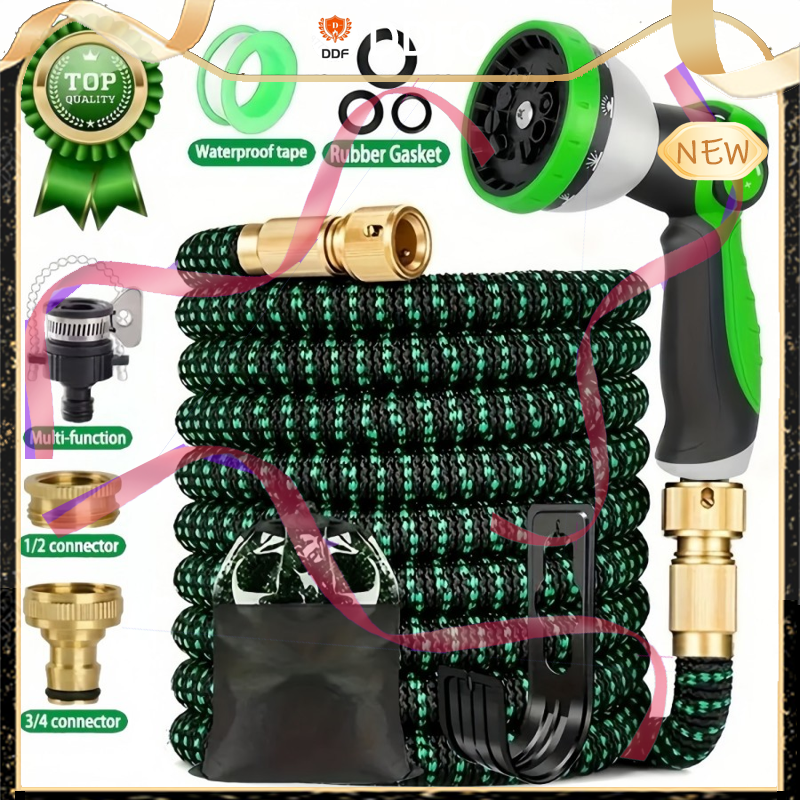 DDF
TOP
QUALITY
Waterproof tape
Rubber Gasket
NEW
Multi-function
1/2 connector
3/4 connector